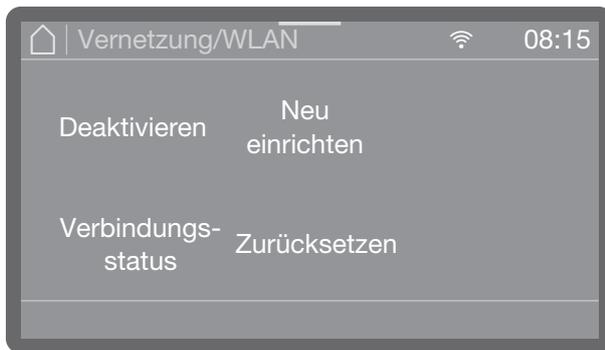 Vernetzung/WLAN 08:15
Deaktivieren
Neu
einrichten
Verbindungs-
status
Zurücksetzen